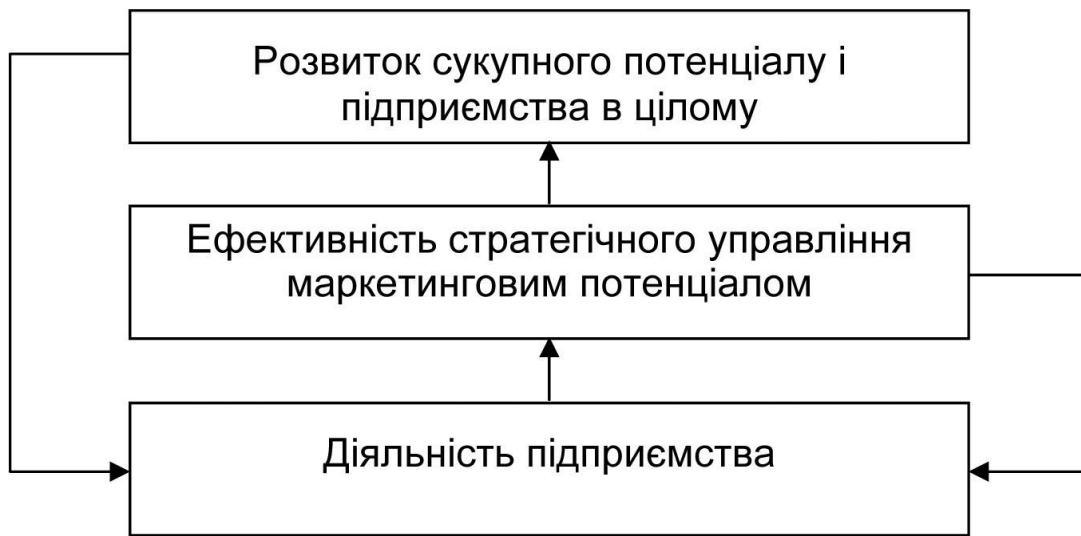 Розвиток сукупного потенціалу і
підприємства в цілому
Ефективність стратегічного управління
маркетинговим потенціалом
Діяльність підприємства